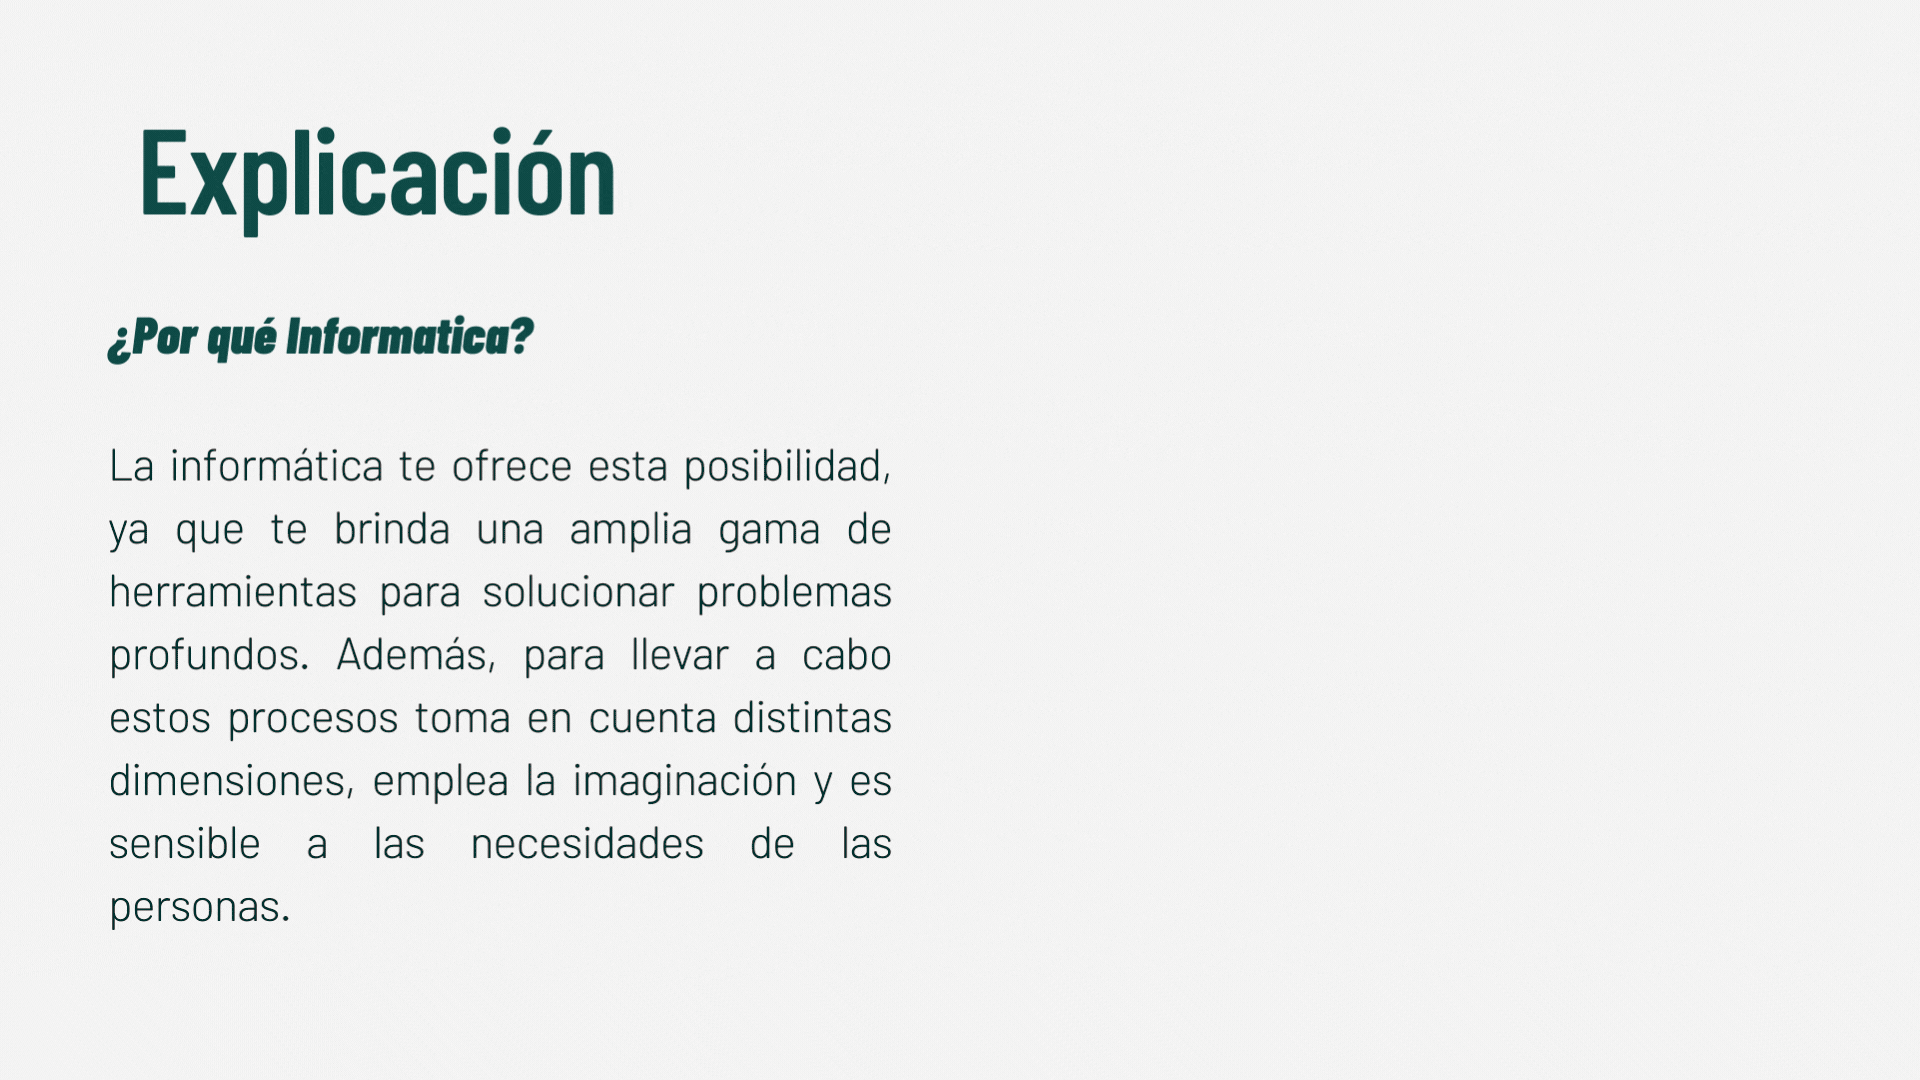 Explicación
¿Por qué Informatica?
La informática te ofrece esta posibilidad,
ya que te brinda una amplia gama de
herramientas para solucionar problemas
profundos. Además, para llevar a cabo
estos procesos toma en cuenta distintas
dimensiones, emplea la imaginación y es
sensible a las necesidades de las
personas.